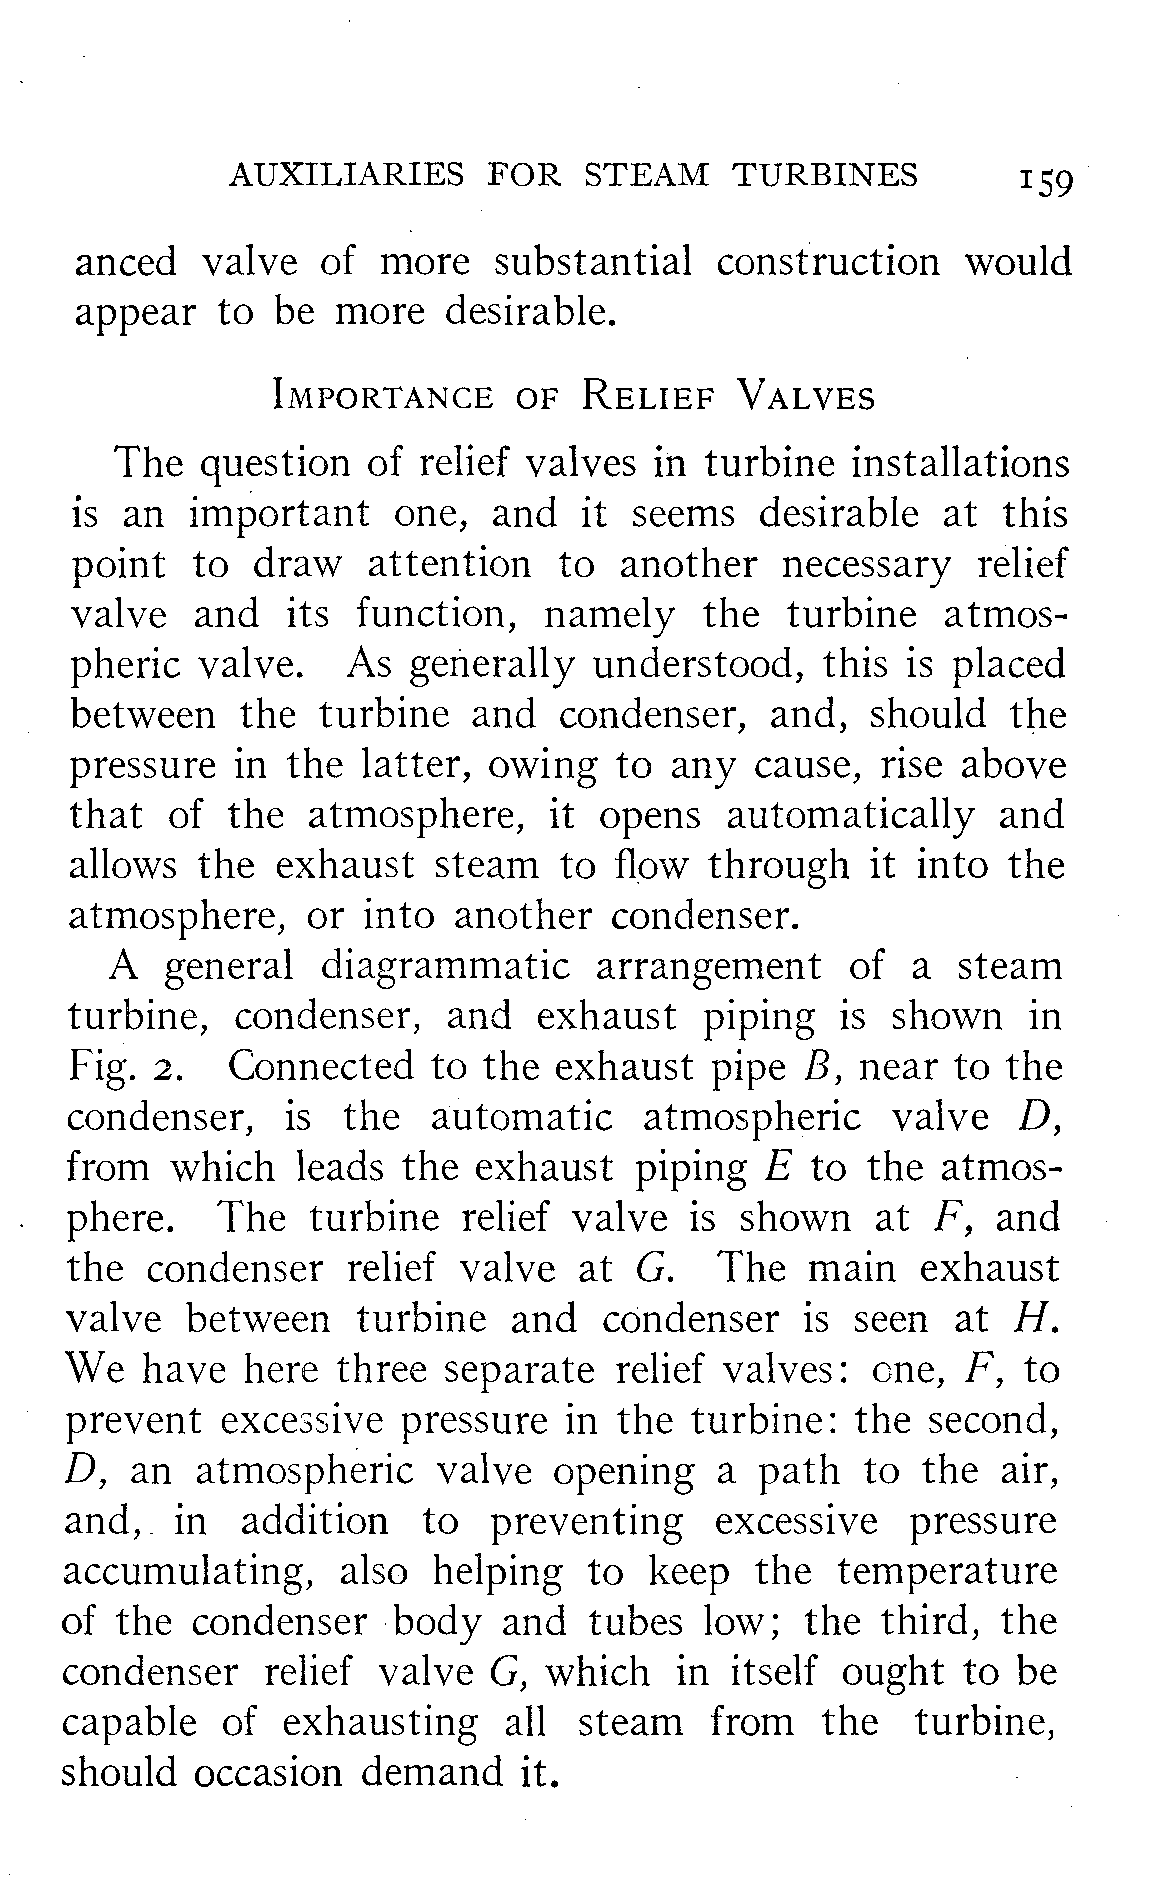 AUXILIARIES FOR STEAM TURBINES 159
anced valve of more substantial construction would
appear to be more desirable.
Importance of Relief Valves
The question of relief valves in turbine installations
is an important one, and it seems desirable at this
point to draw attention to another necessary relief
valve and its function, namely the turbine atmos-
pheric valve. As generally understood, this is placed
between the turbine and condenser, and, should the
pressure in the latter, owing to any cause, rise above
that of the atmosphere, it opens automatically and
allows the exhaust steam to flow through it into the
atmosphere, or into another condenser.
A general diagrammatic arrangement of a steam
turbine, condenser, and exhaust piping is shown in
Fig. 2. Connected to the exhaust pipe B, near to the
condenser, is the automatic atmospheric valve D,
from which leads the exhaust piping E to the atmos-
phere. The turbine relief valve is shown at F, and
the condenser relief valve at G. The main exhaust
valve between turbine and condenser is seen at H.
We have here three separate relief valves: one, F, to
prevent excessive pressure in the turbine: the second,
D, an atmospheric valve opening a path to the air,
and, in addition to preventing excessive pressure
accumulating, also helping to keep the temperature
of the condenser body and tubes low; the third, the
condenser relief valve G, which in itself ought to be
capable of exhausting all steam from the turbine,
should occasion demand it.